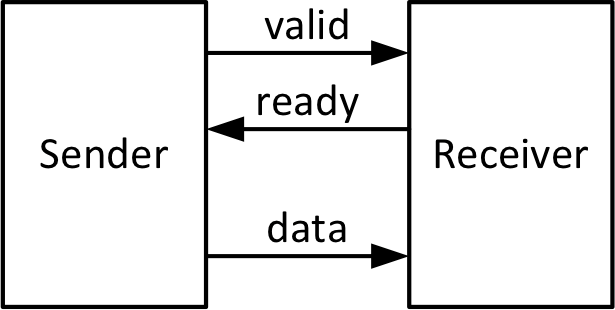 valid
ready
Sender
Receiver
data